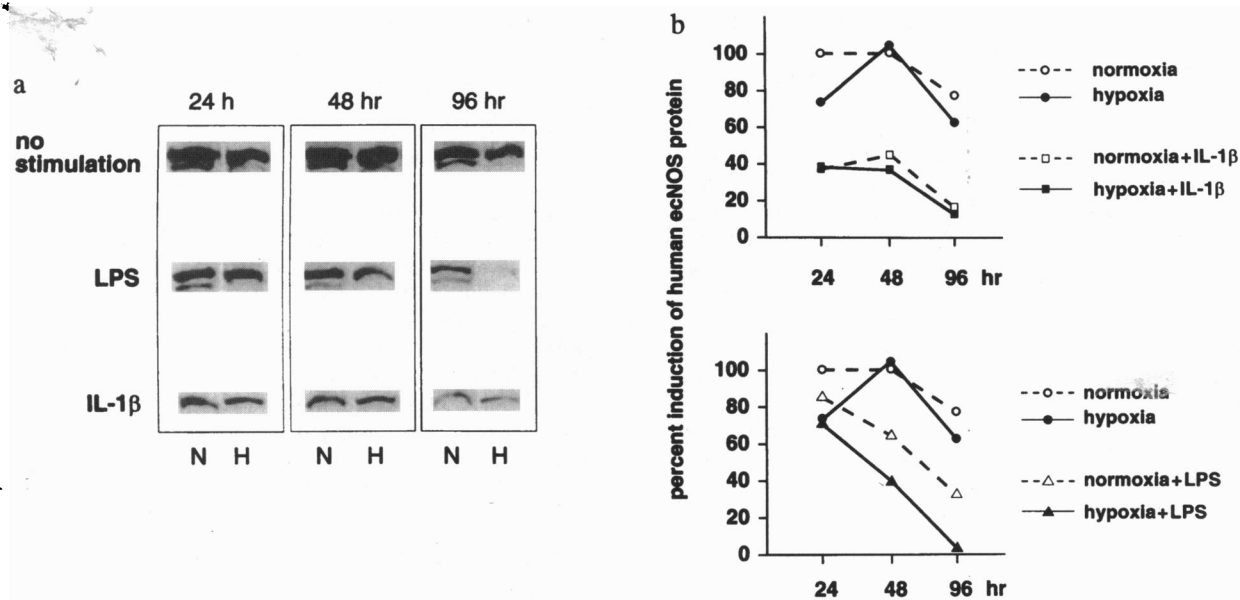 a
24 h
48 hr
96 hr
no
stimulation
LPS
IL-1β
N H
N H
N H
b
percent induction of human ecNOS protein
100
80
60
40
20
0
24 48 96 hr
normoxia
hypoxia
normoxia+IL-1β
hypoxia+IL-1β
100
80
60
40
20
0
24 48 96 hr
normoxia
hypoxia
normoxia+LPS
hypoxia+LPS